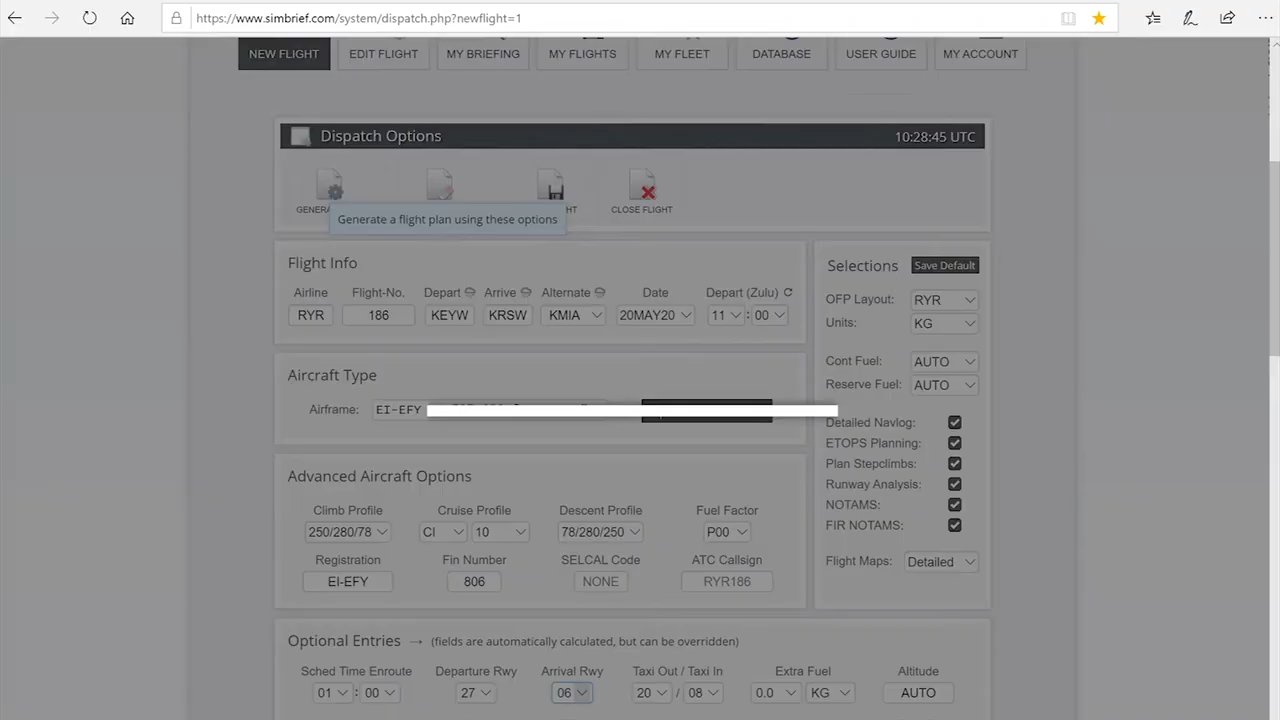 https://www.simbrief.com/system/dispatch.php?newflight=1
NEW FLIGHT EDIT FLIGHT MY BRIEFING MY FLIGHTS MY FLEET DATABASE USER GUIDE MY ACCOUNT
Dispatch Options 10:28:45 UTC
CLOSE FLIGHT
Generate a flight plan using these options
Flight Info
Airline Flight-No. Depart Arrive Alternate Date Depart (Zulu)
RYR 186 KEYW KRSW KMIA 20MAY20 11 : 00
Aircraft Type
Airframe: EI-EFY
Advanced Aircraft Options
Climb Profile Cruise Profile Descent Profile Fuel Factor
250/280/78 CI 10 78/280/250 P00
Registration Fin Number SELCAL Code ATC Callsign
EI-EFY 806 NONE RYR186
Selections Save Default
OFP Layout: RYR
Units: KG
Cont Fuel: AUTO
Reserve Fuel: AUTO
Detailed Navlog:
ETOPS Planning:
Plan Stepclimbs:
Runway Analysis:
NOTAMS:
FIR NOTAMS:
Flight Maps: Detailed
Optional Entries → (fields are automatically calculated, but can be overridden)
Sched Time Enroute Departure Rwy Arrival Rwy Taxi Out / Taxi In Extra Fuel Altitude
01 : 00 27 06 20 / 08 0.0 KG AUTO